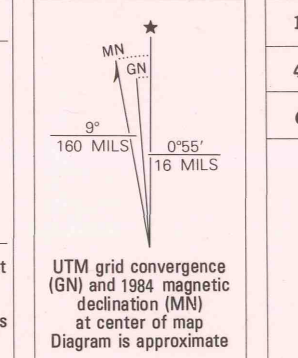 MN
GN
9°
160 MILS
0°55′
16 MILS
UTM grid convergence
(GN) and 1984 magnetic
declination (MN)
at center of map
Diagram is approximate